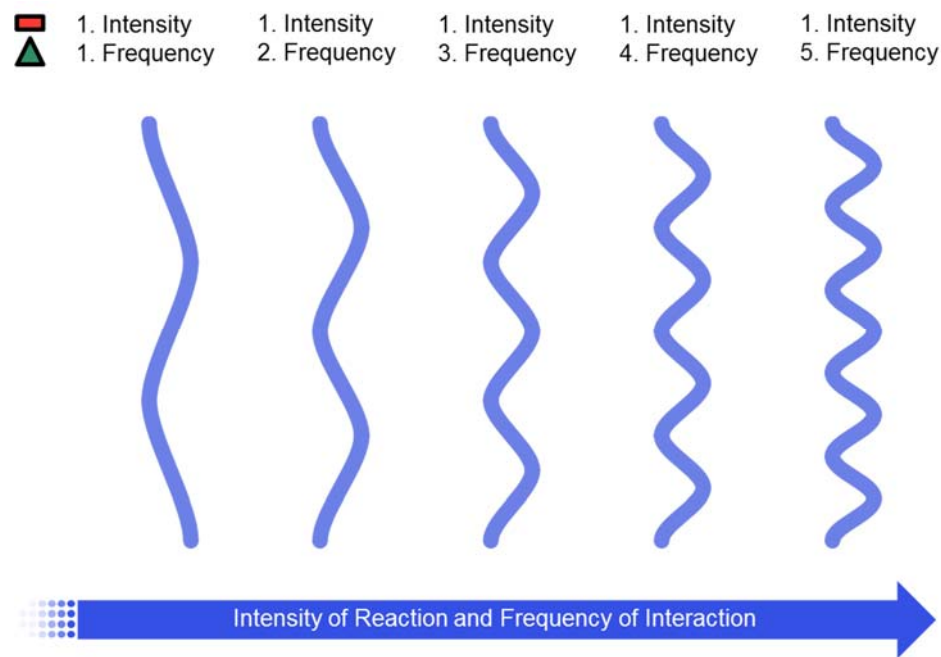 1. Intensity
1. Frequency
1. Intensity
2. Frequency
1. Intensity
3. Frequency
1. Intensity
4. Frequency
1. Intensity
5. Frequency
Intensity of Reaction and Frequency of Interaction